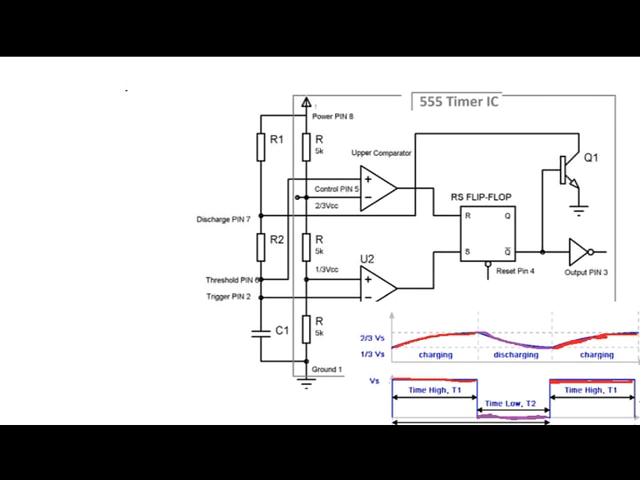 555 Timer IC
Power PIN 8
R1
R
5k
Upper Comparator
Q1
+
Control PIN 5
-
2/3Vcc
RS FLIP-FLOP
R
Q
Discharge PIN 7
R2
R
5k
U2
S
Q
1/3Vcc
+
Reset Pin 4
Output PIN 3
Threshold PIN 6
Trigger PIN 2
-
C1
R
5k
2/3 Vs
1/3 Vs
charging
discharging
charging
Ground 1
Vs
Time High, T1
Time High, T1
Time Low, T2